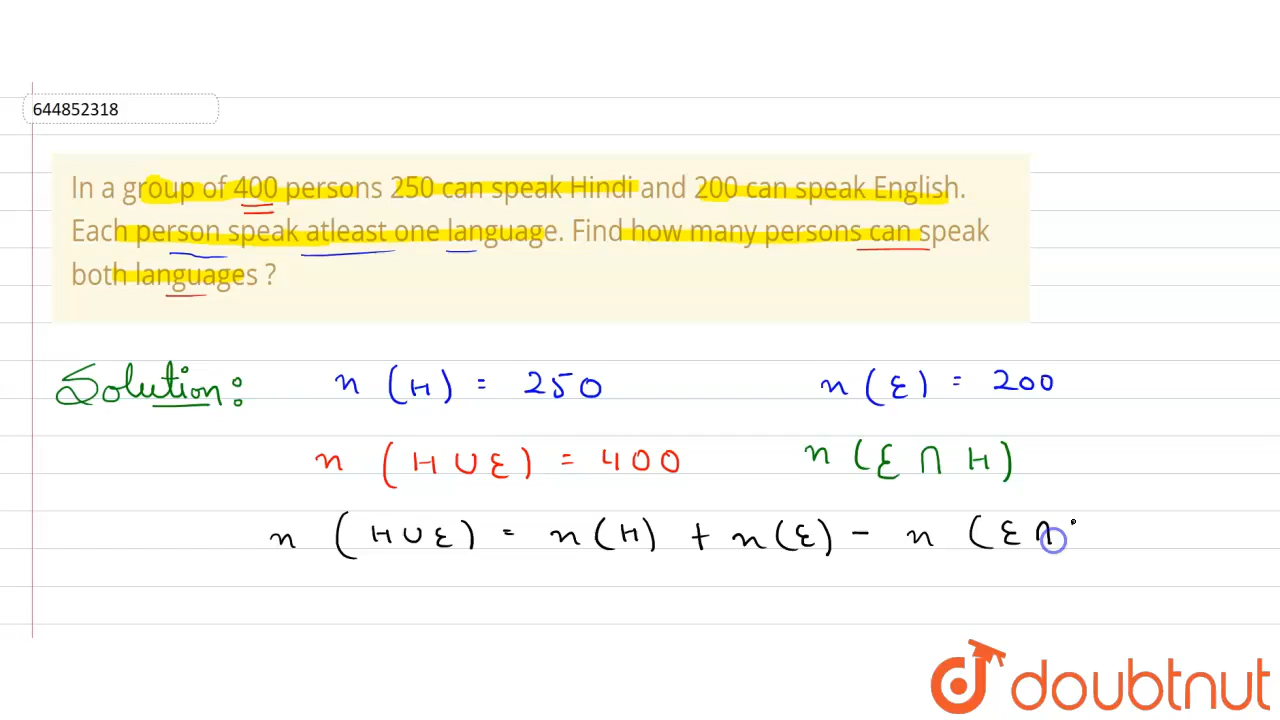 644852318
In a group of 400 persons 250 can speak Hindi and 200 can speak English.
Each person speak atleast one language. Find how many persons can speak
both languages ?
Solution: n (H) = 250 n (E) = 200
n (H∪E) = 400 n (E ∩ H)
n (H∪E) = n (H) + n (E) - n (E ∩
doubtnut